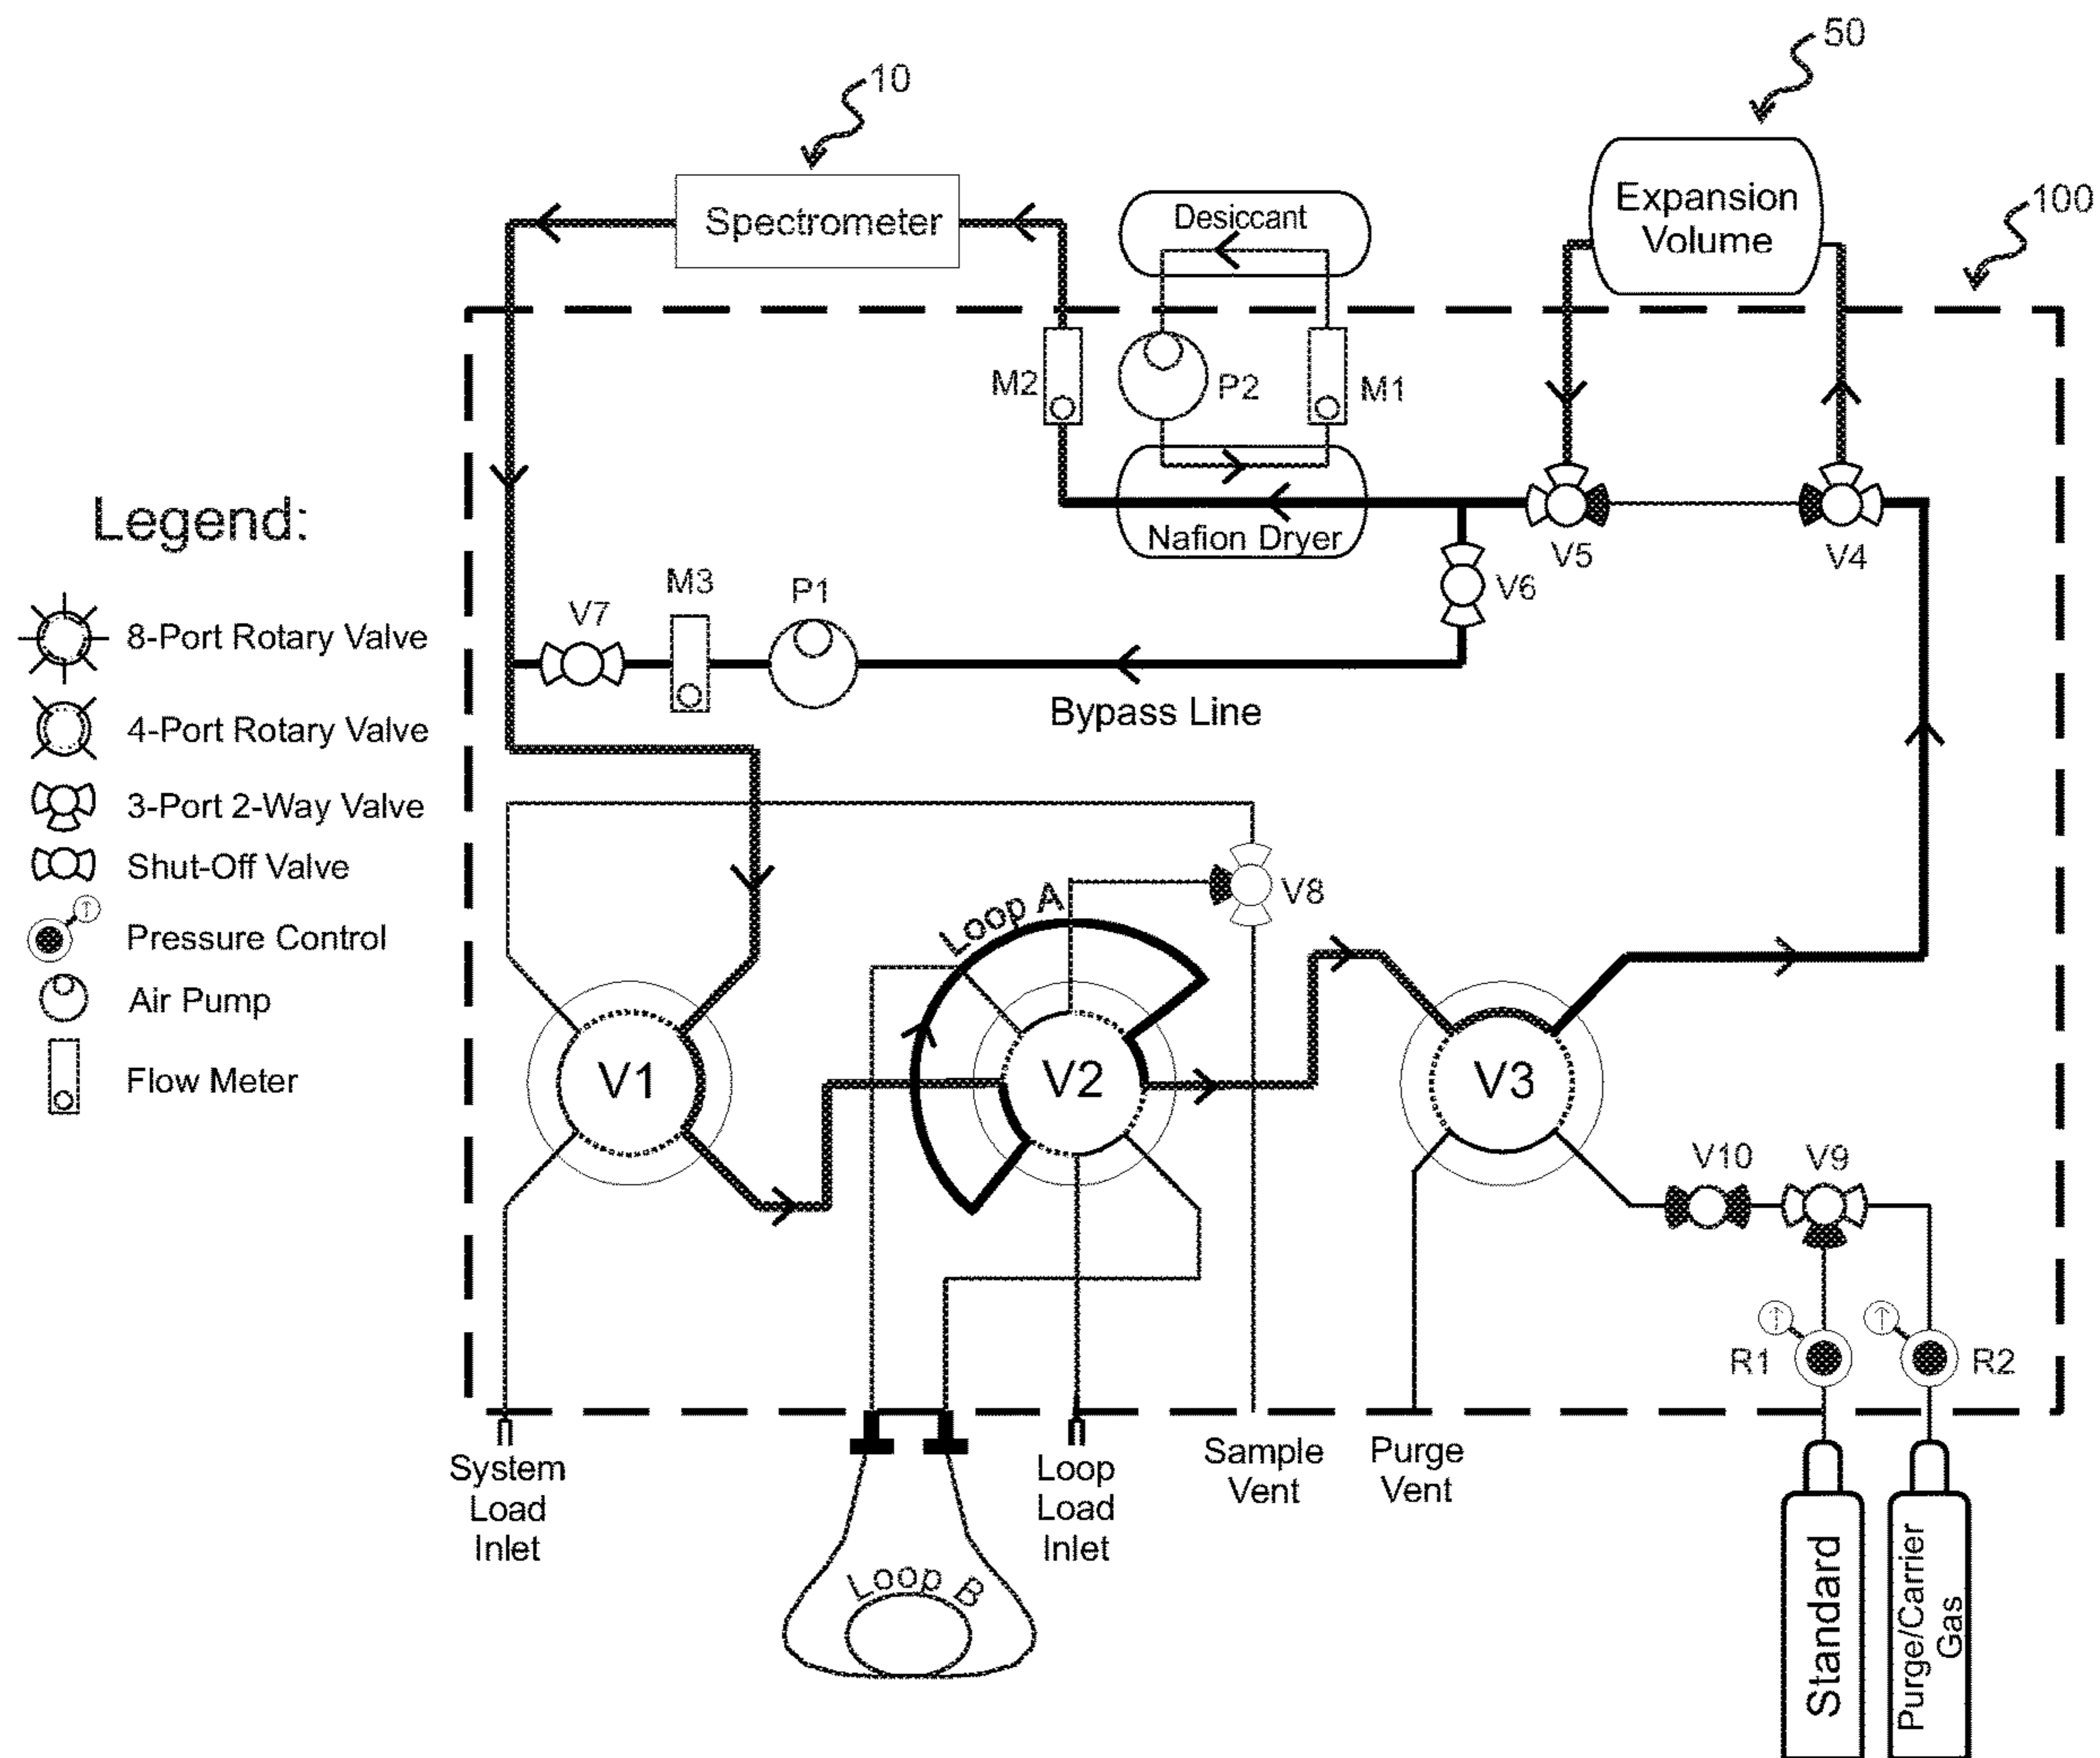 50
10
100
Spectrometer
Desiccant
Expansion
Volume
M2
P2
M1
Nafion Dryer
V5
V4
V6
Legend:
8-Port Rotary Valve
4-Port Rotary Valve
3-Port 2-Way Valve
Shut-Off Valve
Pressure Control
Air Pump
Flow Meter
V7
M3
P1
Bypass Line
Loop A
V8
V1
V2
V3
V10
V9
R1
R2
System
Load
Inlet
Loop
Load
Inlet
Sample
Vent
Purge
Vent
Loop B
Standard
Purge/Carrier
Gas